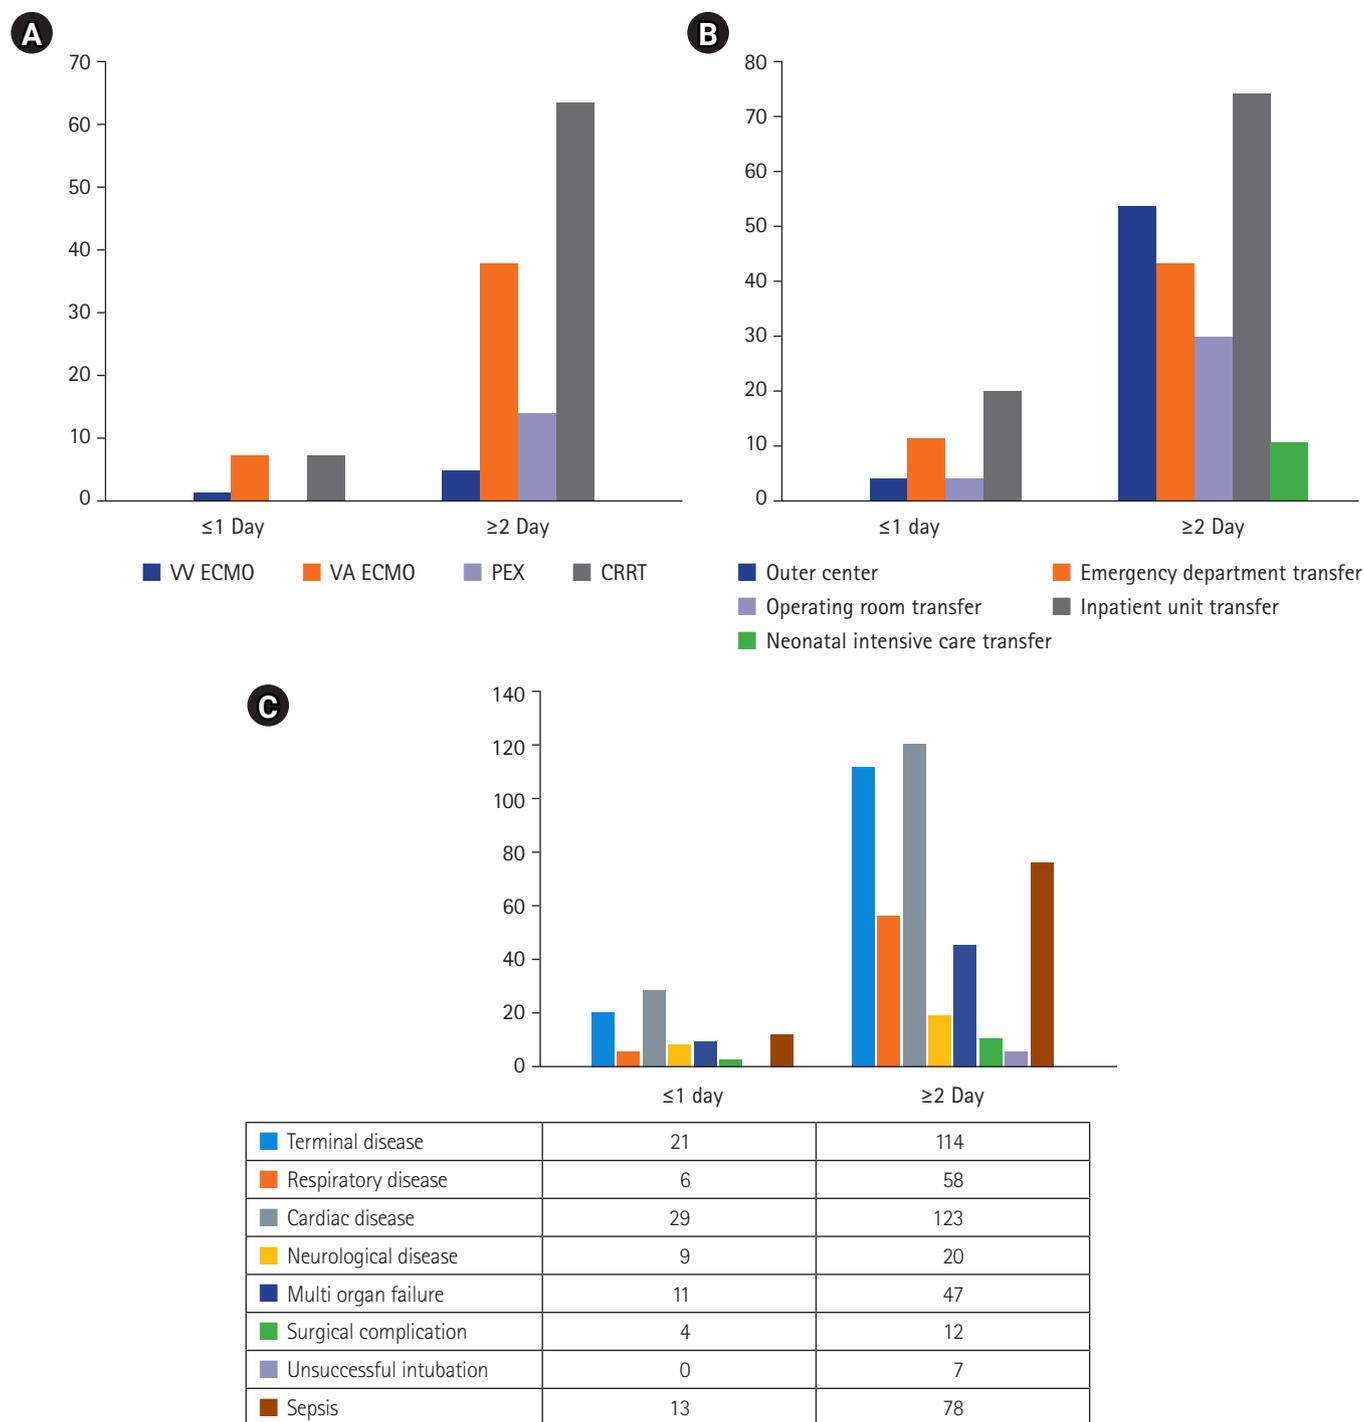 A
70
60
50
40
30
20
10
0
≤1 Day ≥2 Day
VV ECMO VA ECMO PEX CRRT
B
80
70
60
50
40
30
20
10
0
≤1 day ≥2 Day
Outer center Emergency department transfer
Operating room transfer Inpatient unit transfer
Neonatal intensive care transfer
C
140
120
100
80
60
40
20
0
≤1 day ≥2 Day
Terminal disease 21 114
Respiratory disease 6 58
Cardiac disease 29 123
Neurological disease 9 20
Multi organ failure 11 47
Surgical complication 4 12
Unsuccessful intubation 0 7
Sepsis 13 78